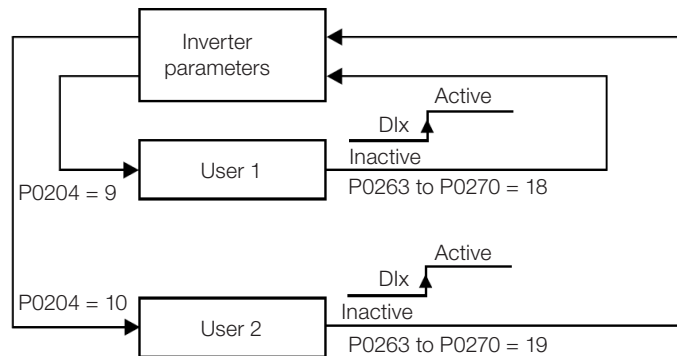 Inverter
parameters
Active
DIx
Inactive
User 1
P0204 = 9
P0263 to P0270 = 18
Active
DIx
Inactive
P0204 = 10
User 2
P0263 to P0270 = 19